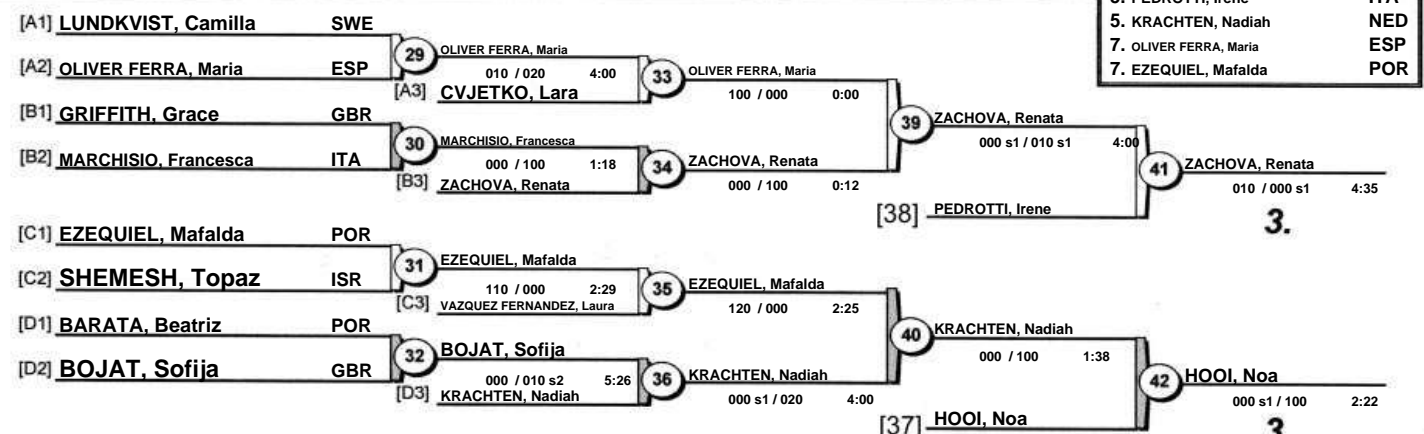 [A1] LUNDKVIST, Camilla SWE
[A2] OLIVER FERRA, Maria ESP
29 OLIVER FERRA, Maria
010 / 020 4:00
[A3] CVJETKO, Lara
33 OLIVER FERRA, Maria
100 / 000 0:00
[B1] GRIFFITH, Grace GBR
[B2] MARCHISIO, Francesca ITA
30 MARCHISIO, Francesca
000 / 100 1:18
[B3] ZACHOVA, Renata
34 ZACHOVA, Renata
000 / 100 0:12
39 ZACHOVA, Renata
000 s1 / 010 s1 4:00
[38] PEDROTTI, Irene
41 ZACHOVA, Renata
010 / 000 s1 4:35
3.
5. KRACHTEN, Nadiah NED
7. OLIVER FERRA, Maria ESP
7. EZEQUIEL, Mafalda POR
[C1] EZEQUIEL, Mafalda POR
[C2] SHEMESH, Topaz ISR
31 EZEQUIEL, Mafalda
110 / 000 2:29
[C3] VAZQUEZ FERNANDEZ, Laura
35 EZEQUIEL, Mafalda
120 / 000 2:25
[D1] BARATA, Beatriz POR
[D2] BOJAT, Sofija GBR
32 BOJAT, Sofija
000 / 010 s2 5:26
[D3] KRACHTEN, Nadiah
36 KRACHTEN, Nadiah
000 s1 / 020 4:00
40 KRACHTEN, Nadiah
000 / 100 1:38
[37] HOOI, Noa
42 HOOI, Noa
000 s1 / 100 2:22